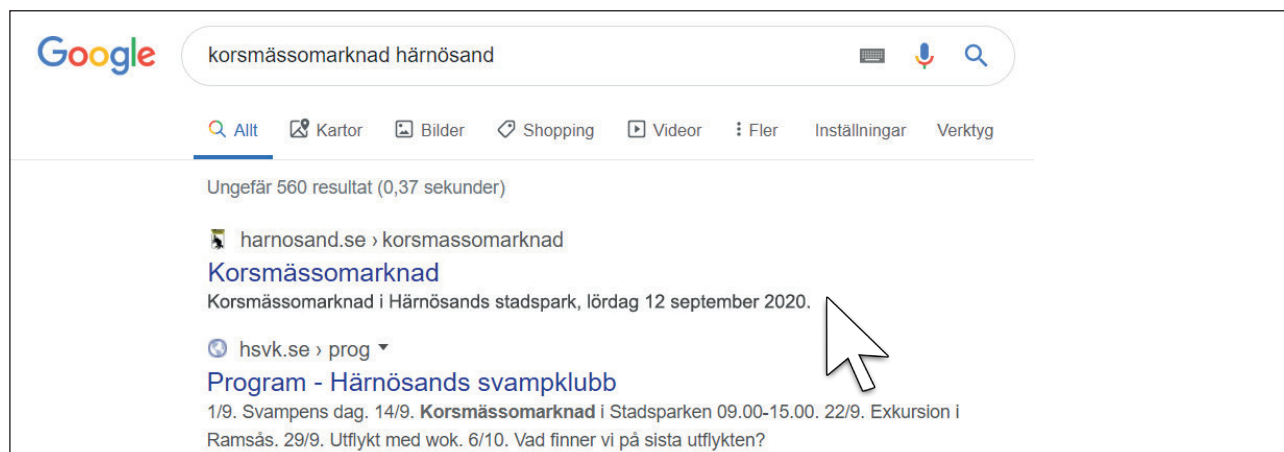 Google korsmässomarknad härnösand
Allt Kartor Bilder Shopping Videor Fler Inställningar Verktyg
Ungefär 560 resultat (0,37 sekunder)
harnosand.se › korsmassomarknad
Korsmässomarknad
Korsmässomarknad i Härnösands stadspark, lördag 12 september 2020.
hsvk.se › prog
Program - Härnösands svampklubb
1/9. Svampens dag. 14/9. Korsmässomarknad i Stadsparken 09.00-15.00. 22/9. Exkursion i
Ramsås. 29/9. Utflykt med wok. 6/10. Vad finner vi på sista utflykten?